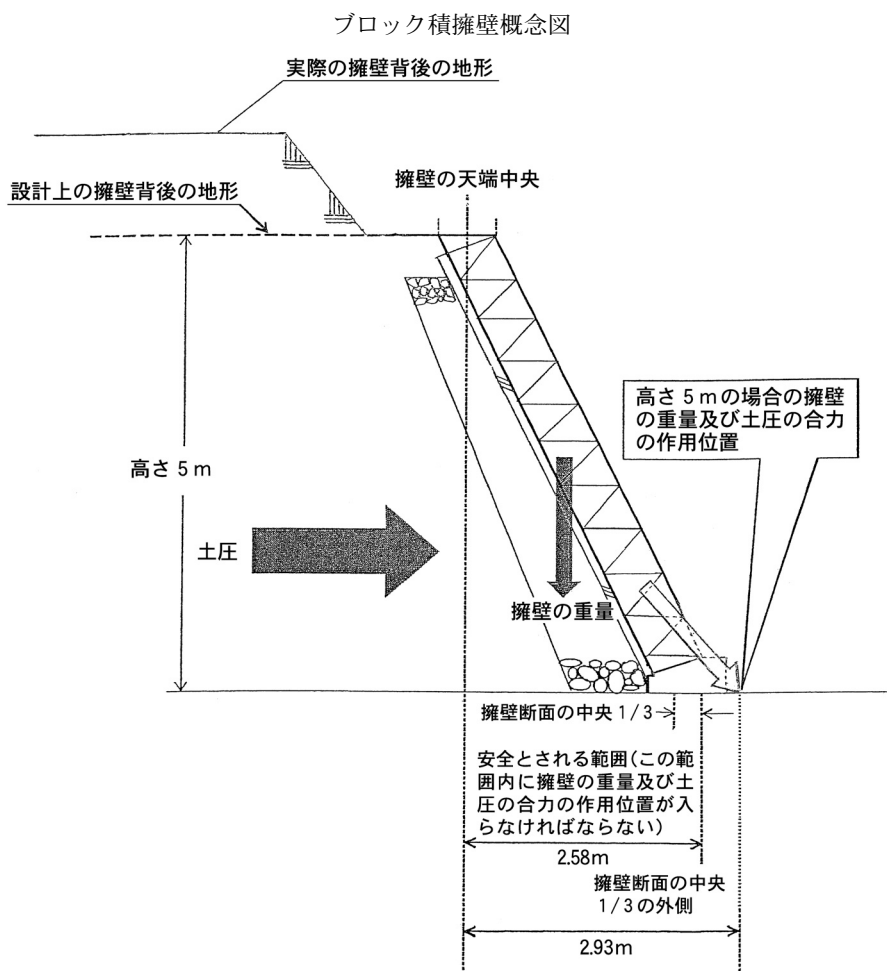 ブロック積擁壁概念図
実際の擁壁背後の地形
擁壁の天端中央
設計上の擁壁背後の地形
高さ5mの場合の擁壁
の重量及び土圧の合力
の作用位置
高さ5m
土圧
擁壁の重量
擁壁断面の中央1/3
安全とされる範囲(この範
囲内に擁壁の重量及び土
圧の合力の作用位置が入
らなければならない)
2.58m
擁壁断面の中央
1/3の外側
2.93m